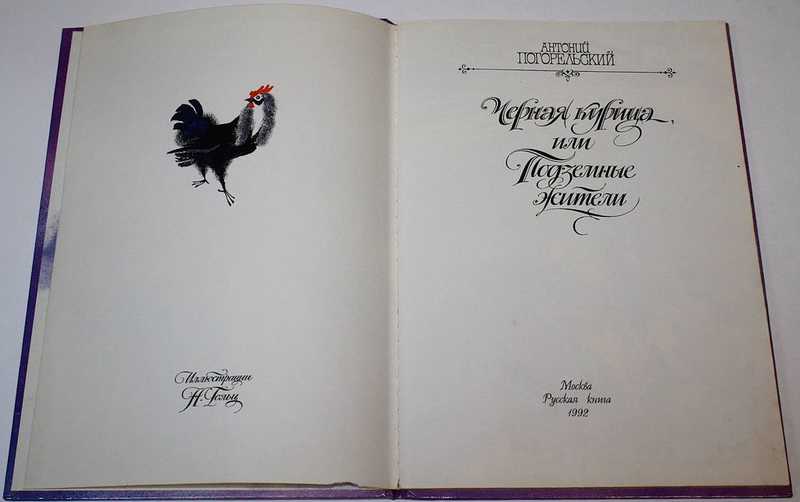 Иллюстрации
Н. Гольц
АНТОНИЙ
ПОГОРЕЛЬСКИЙ
Черная курица,
или
Подземные
жители
Москва
Русская книга
1992